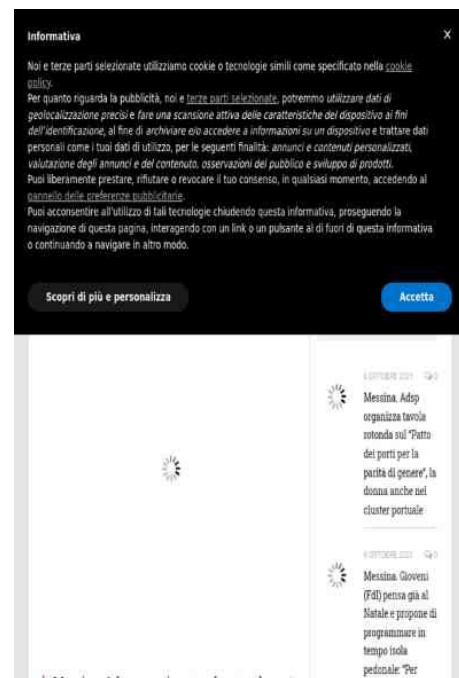 Informativa
X
Noi e terze parti selezionate utilizziamo cookie o tecnologie simili come specificato nella cookie
policy.
Per quanto riguarda la pubblicità, noi e terze parti selezionate, potremmo utilizzare dati di
geolocalizzazione precisi e fare una scansione attiva delle caratteristiche del dispositivo ai fini
dell'identificazione, al fine di archiviare e/o accedere a informazioni su un dispositivo e trattare dati
personali come i tuoi dati di utilizzo, per le seguenti finalità: annunci e contenuti personalizzati,
valutazione degli annunci e del contenuto, osservazioni del pubblico e sviluppo di prodotti.
Puoi liberamente prestare, rifiutare o revocare il tuo consenso, in qualsiasi momento, accedendo al
pannello delle preferenze pubblicitarie.
Puoi acconsentire all'utilizzo di tali tecnologie chiudendo questa informativa, proseguendo la
navigazione di questa pagina, interagendo con un link o un pulsante al di fuori di questa informativa
o continuando a navigare in altro modo.
Scopri di più e personalizza
Accetta
6 OTTOBRE 2021 0
Messina. Adsp
organizza tavola
rotonda sul "Patto
dei porti per la
parità di genere", la
donna anche nel
cluster portuale
6 OTTOBRE 2021 0
Messina. Gioveni
(FdI) pensa già al
Natale e propone di
programmare in
tempo isola
pedonale: "Per